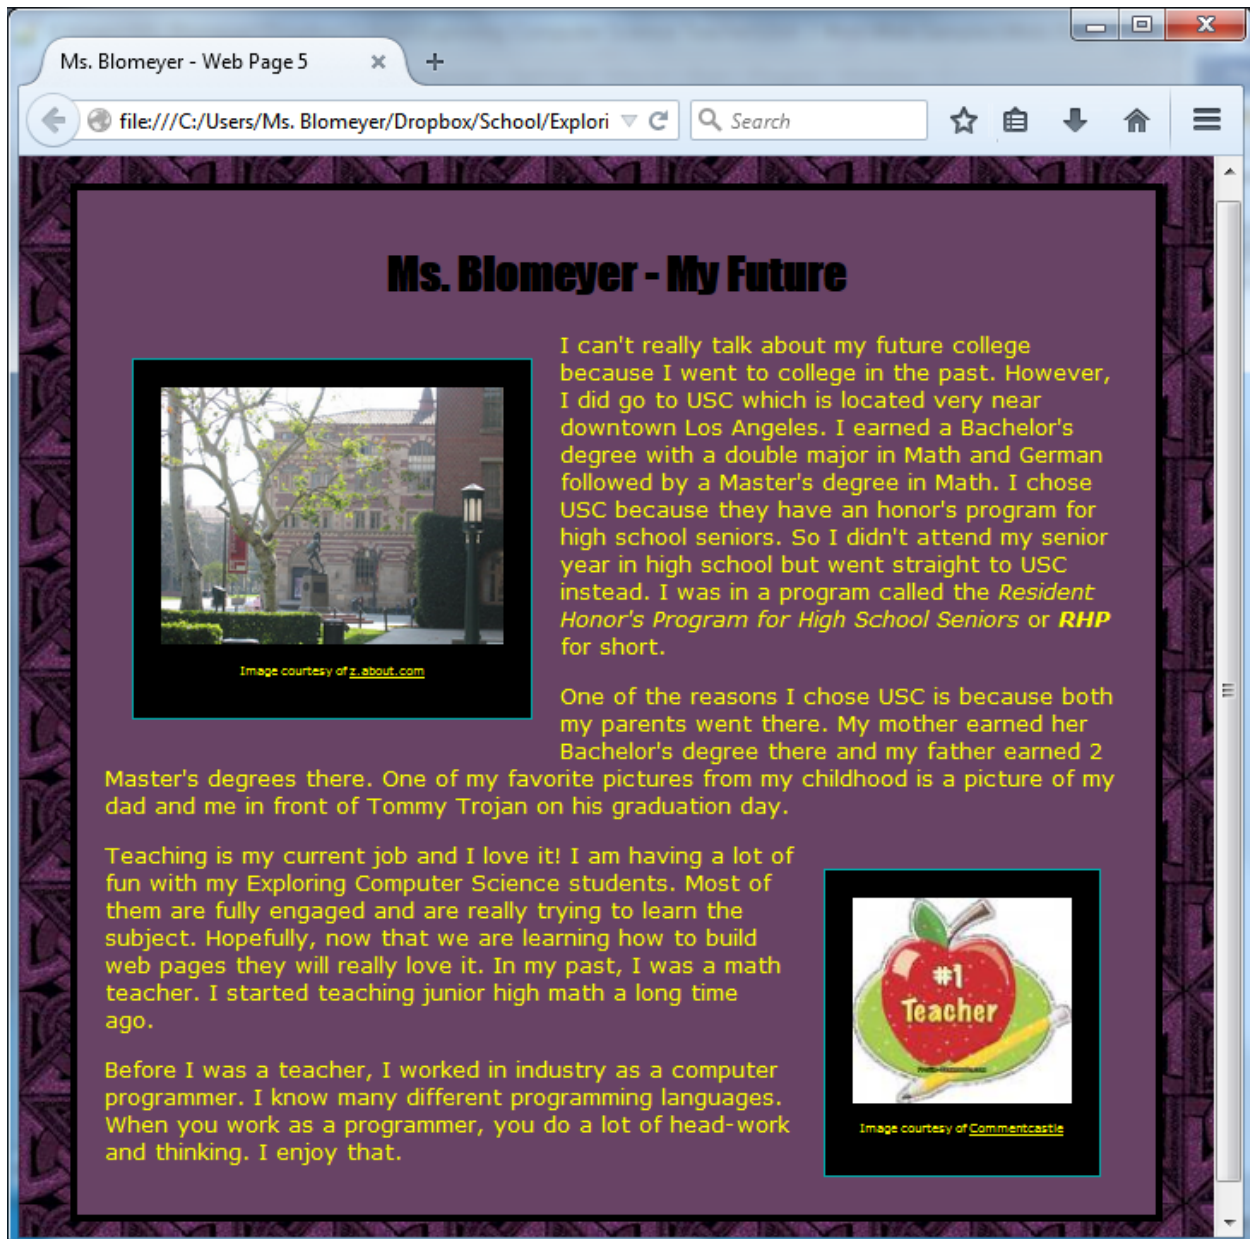 Ms. Blomeyer - Web Page 5
file:///C:/Users/Ms. Blomeyer/Dropbox/School/Explori
Search
Ms. Blomeyer - My Future
I can't really talk about my future college
because I went to college in the past. However,
I did go to USC which is located very near
downtown Los Angeles. I earned a Bachelor's
degree with a double major in Math and German
followed by a Master's degree in Math. I chose
USC because they have an honor's program for
high school seniors. So I didn't attend my senior
year in high school but went straight to USC
instead. I was in a program called the Resident
Honor's Program for High School Seniors or RHP
for short.
Image courtesy of z.about.com
One of the reasons I chose USC is because both
my parents went there. My mother earned her
Bachelor's degree there and my father earned 2
Master's degrees there. One of my favorite pictures from my childhood is a picture of my
dad and me in front of Tommy Trojan on his graduation day.
Teaching is my current job and I love it! I am having a lot of
fun with my Exploring Computer Science students. Most of
them are fully engaged and are really trying to learn the
subject. Hopefully, now that we are learning how to build
web pages they will really love it. In my past, I was a math
teacher. I started teaching junior high math a long time
ago.
Before I was a teacher, I worked in industry as a computer
programmer. I know many different programming languages.
When you work as a programmer, you do a lot of head-work
and thinking. I enjoy that.
#1
Teacher
Image courtesy of Commentcastle